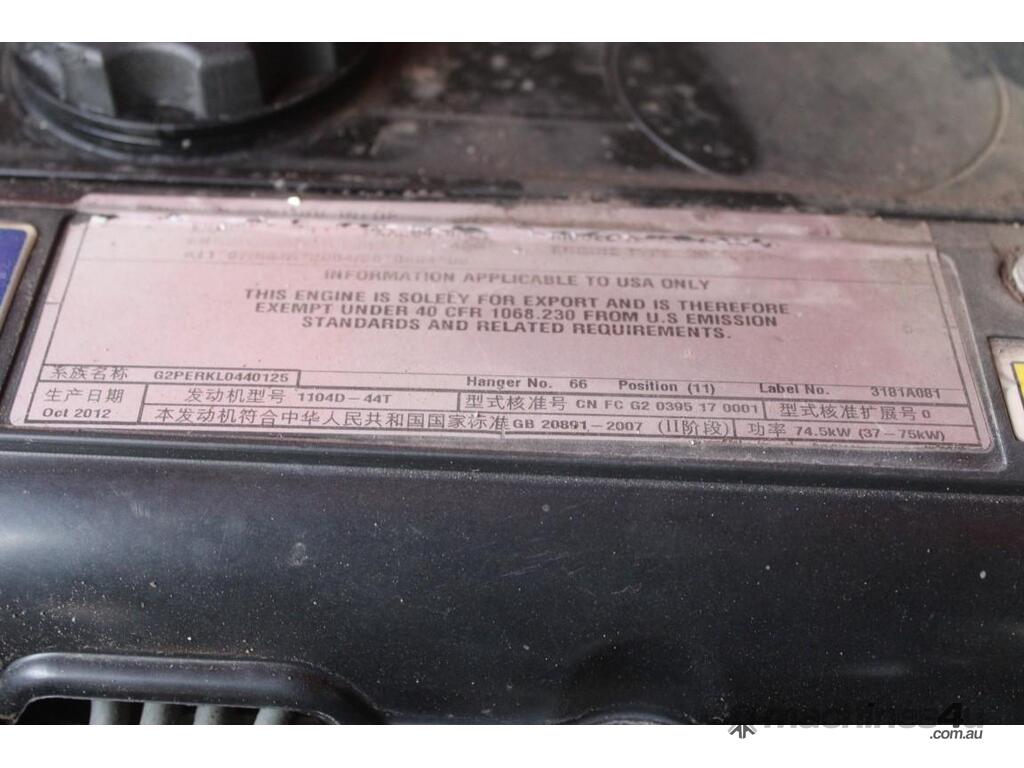 INFORMATION APPLICABLE TO USA ONLY
THIS ENGINE IS SOLELY FOR EXPORT AND IS THEREFORE
EXEMPT UNDER 40 CFR 1068.230 FROM U.S EMISSION
STANDARDS AND RELATED REQUIREMENTS.
系族名称 G2PERKL0440125 Hanger No. 66 Position (11) Label No. 3181A081
生产日期 发动机型号 1104D-44T 型式核准号 CN FC G2 0395 17 0001 型式核准扩展号 0
Oct 2012 本发动机符合中华人民共和国国家标准 GB 20891-2007 (II阶段) 功率 74.5kW (37-75kW)
machines4u
.com.au